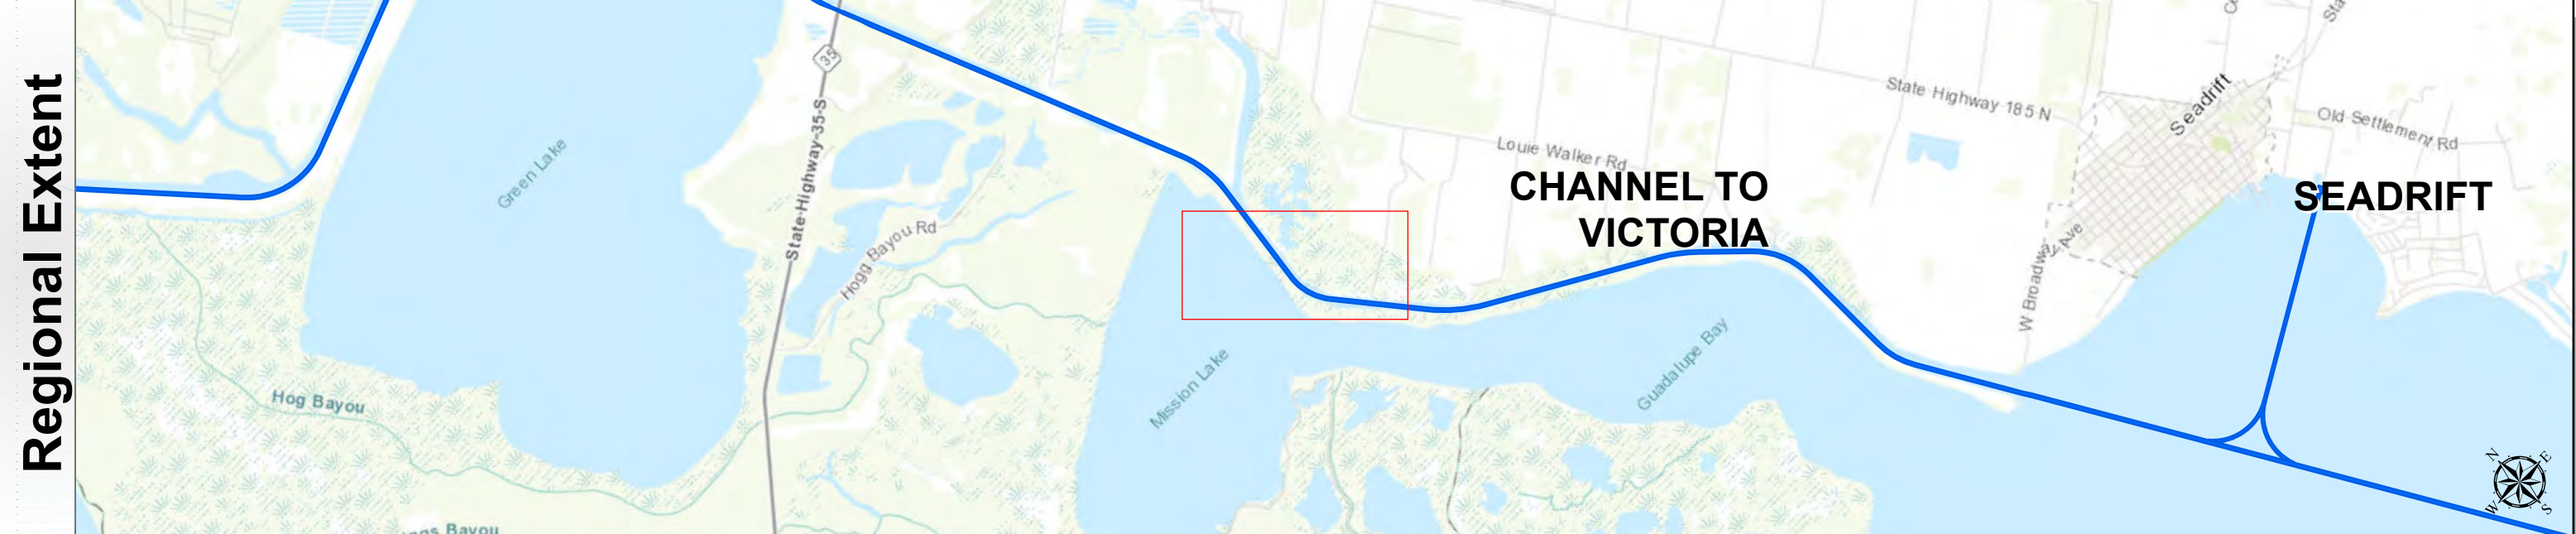 Regional Extent
Green Lake
Hog Bayou
35
State-Highway-35-S
Hogg Bayou Rd
Mission Lake
Louie Walker Rd
CHANNEL TO
VICTORIA
Guadalupe Bay
State Highway 185 N
W Broadway Ave
Seadrift
Old Settlement Rd
SEADRIFT
N
E
W
S
Bayou